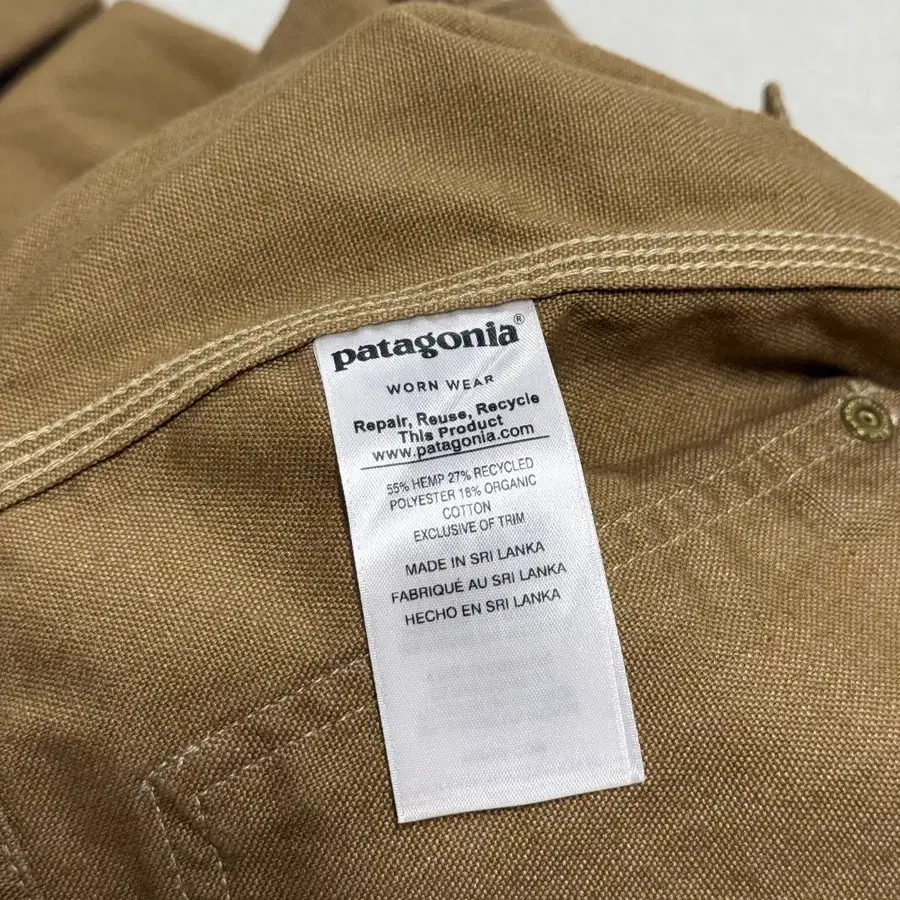 patagonia®
WORN WEAR
Repair, Reuse, Recycle
This Product
www.patagonia.com
55% HEMP 27% RECYCLED
POLYESTER 18% ORGANIC
COTTON
EXCLUSIVE OF TRIM
MADE IN SRI LANKA
FABRIQUÉ AU SRI LANKA
HECHO EN SRI LANKA